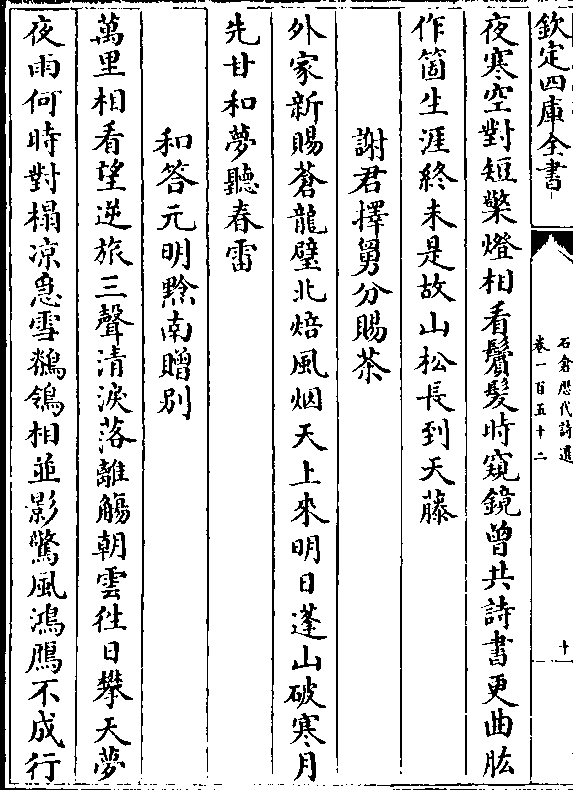 欽定四庫全書
石倉歷代詩選
卷一百五十二
十
夜寒空對短檠燈相看鬢髮時窺鏡曾共詩書更曲肱
作箇生涯終未是故山松長到天藤
謝君擇舅分賜茶
外家新賜蒼龍璧北焙風烟天上來明日蓬山破寒月
先甘和夢聽春雷
和答元明黔南贈别
萬里相看望逆旅三聲清淚落離觴朝雲徃日攀天夢
夜雨何時對榻凉急雪鶺鴒相並影驚風鴻鴈不成行